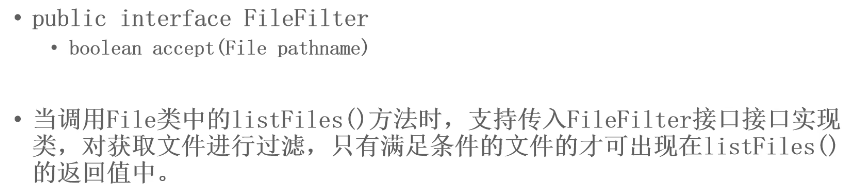 • public interface FileFilter
• boolean accept(File pathname)
• 当调用File类中的listFiles()方法时，支持传入FileFilter接口接口实现
类，对获取文件进行过滤，只有满足条件的文件的才可出现在listFiles()
的返回值中。